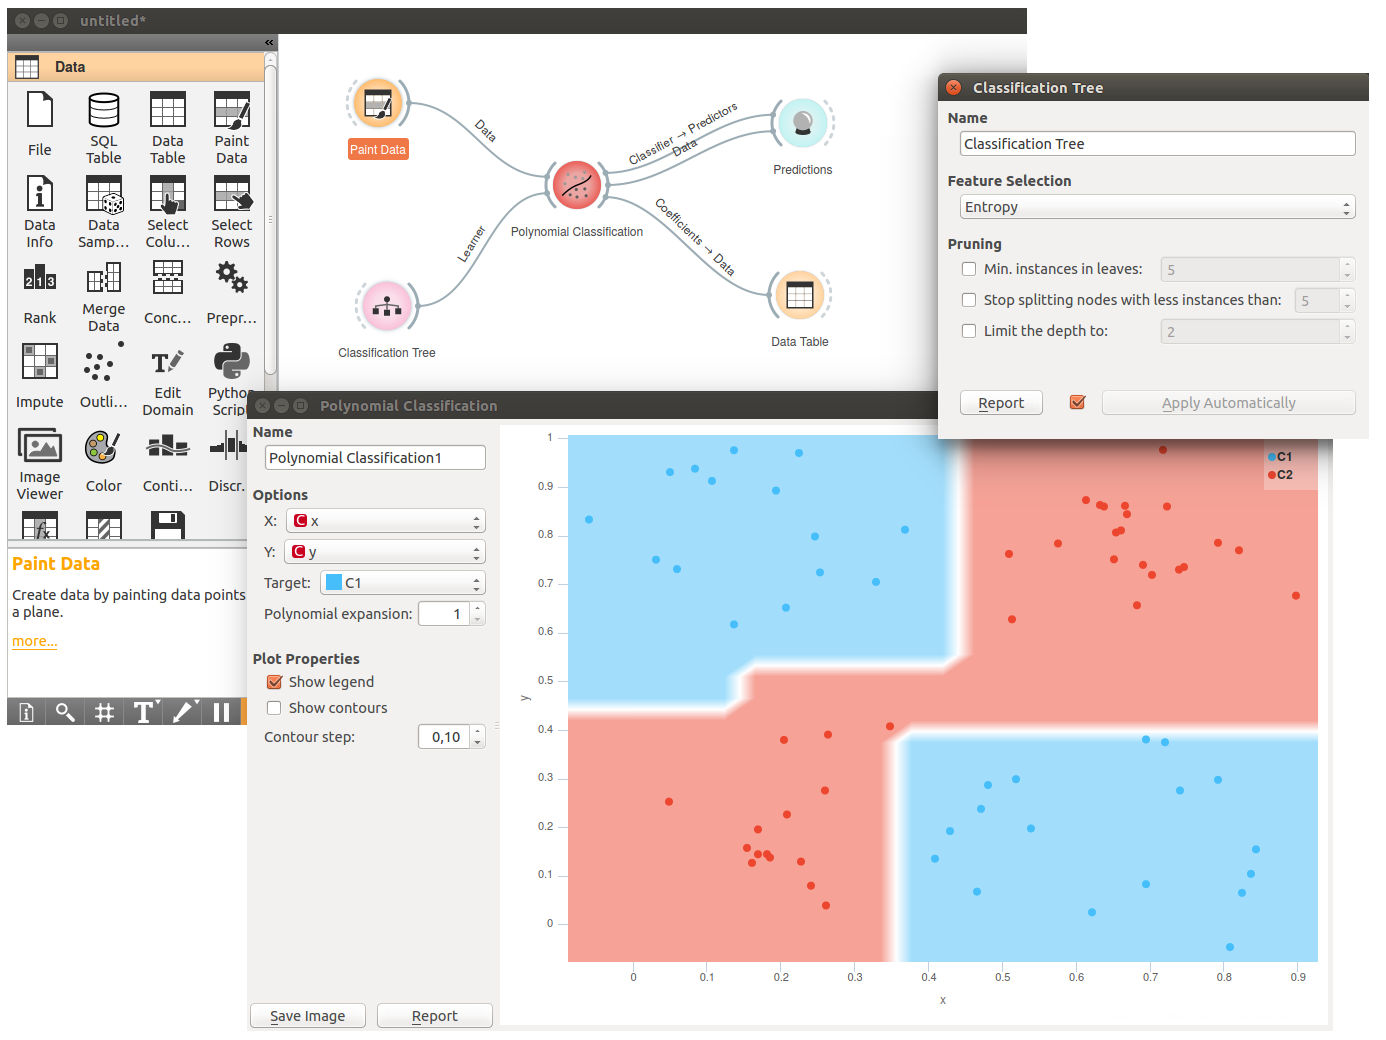 untitled*
«
Data
File
SQL Table
Data Table
Paint Data
Data Info
Data Samp...
Select Colu...
Select Rows
Rank
Merge Data
Conc...
Prepr...
Impute
Outli...
Edit Domain
Python Script
Image Viewer
Color
Conti...
Discr...
Paint Data
Create data by painting data points
a plane.
more...
Paint Data
Data
Learner
Classification Tree
Polynomial Classification
Classifier → Predictors
Data
Predictions
Coefficients → Data
Data Table
Classification Tree
Name
Classification Tree
Feature Selection
Entropy
Pruning
Min. instances in leaves: 5
Stop splitting nodes with less instances than: 5
Limit the depth to: 2
Report
Apply Automatically
Polynomial Classification
Name
Polynomial Classification1
Options
X: C x
Y: C y
Target: C1
Polynomial expansion: 1
Plot Properties
Show legend
Show contours
Contour step: 0,10
Save Image
Report
C1
C2
1
0.9
0.8
0.7
0.6
0.5
0.4
0.3
0.2
0.1
0
y
0 0.1 0.2 0.3 0.4 0.5 0.6 0.7 0.8 0.9
x